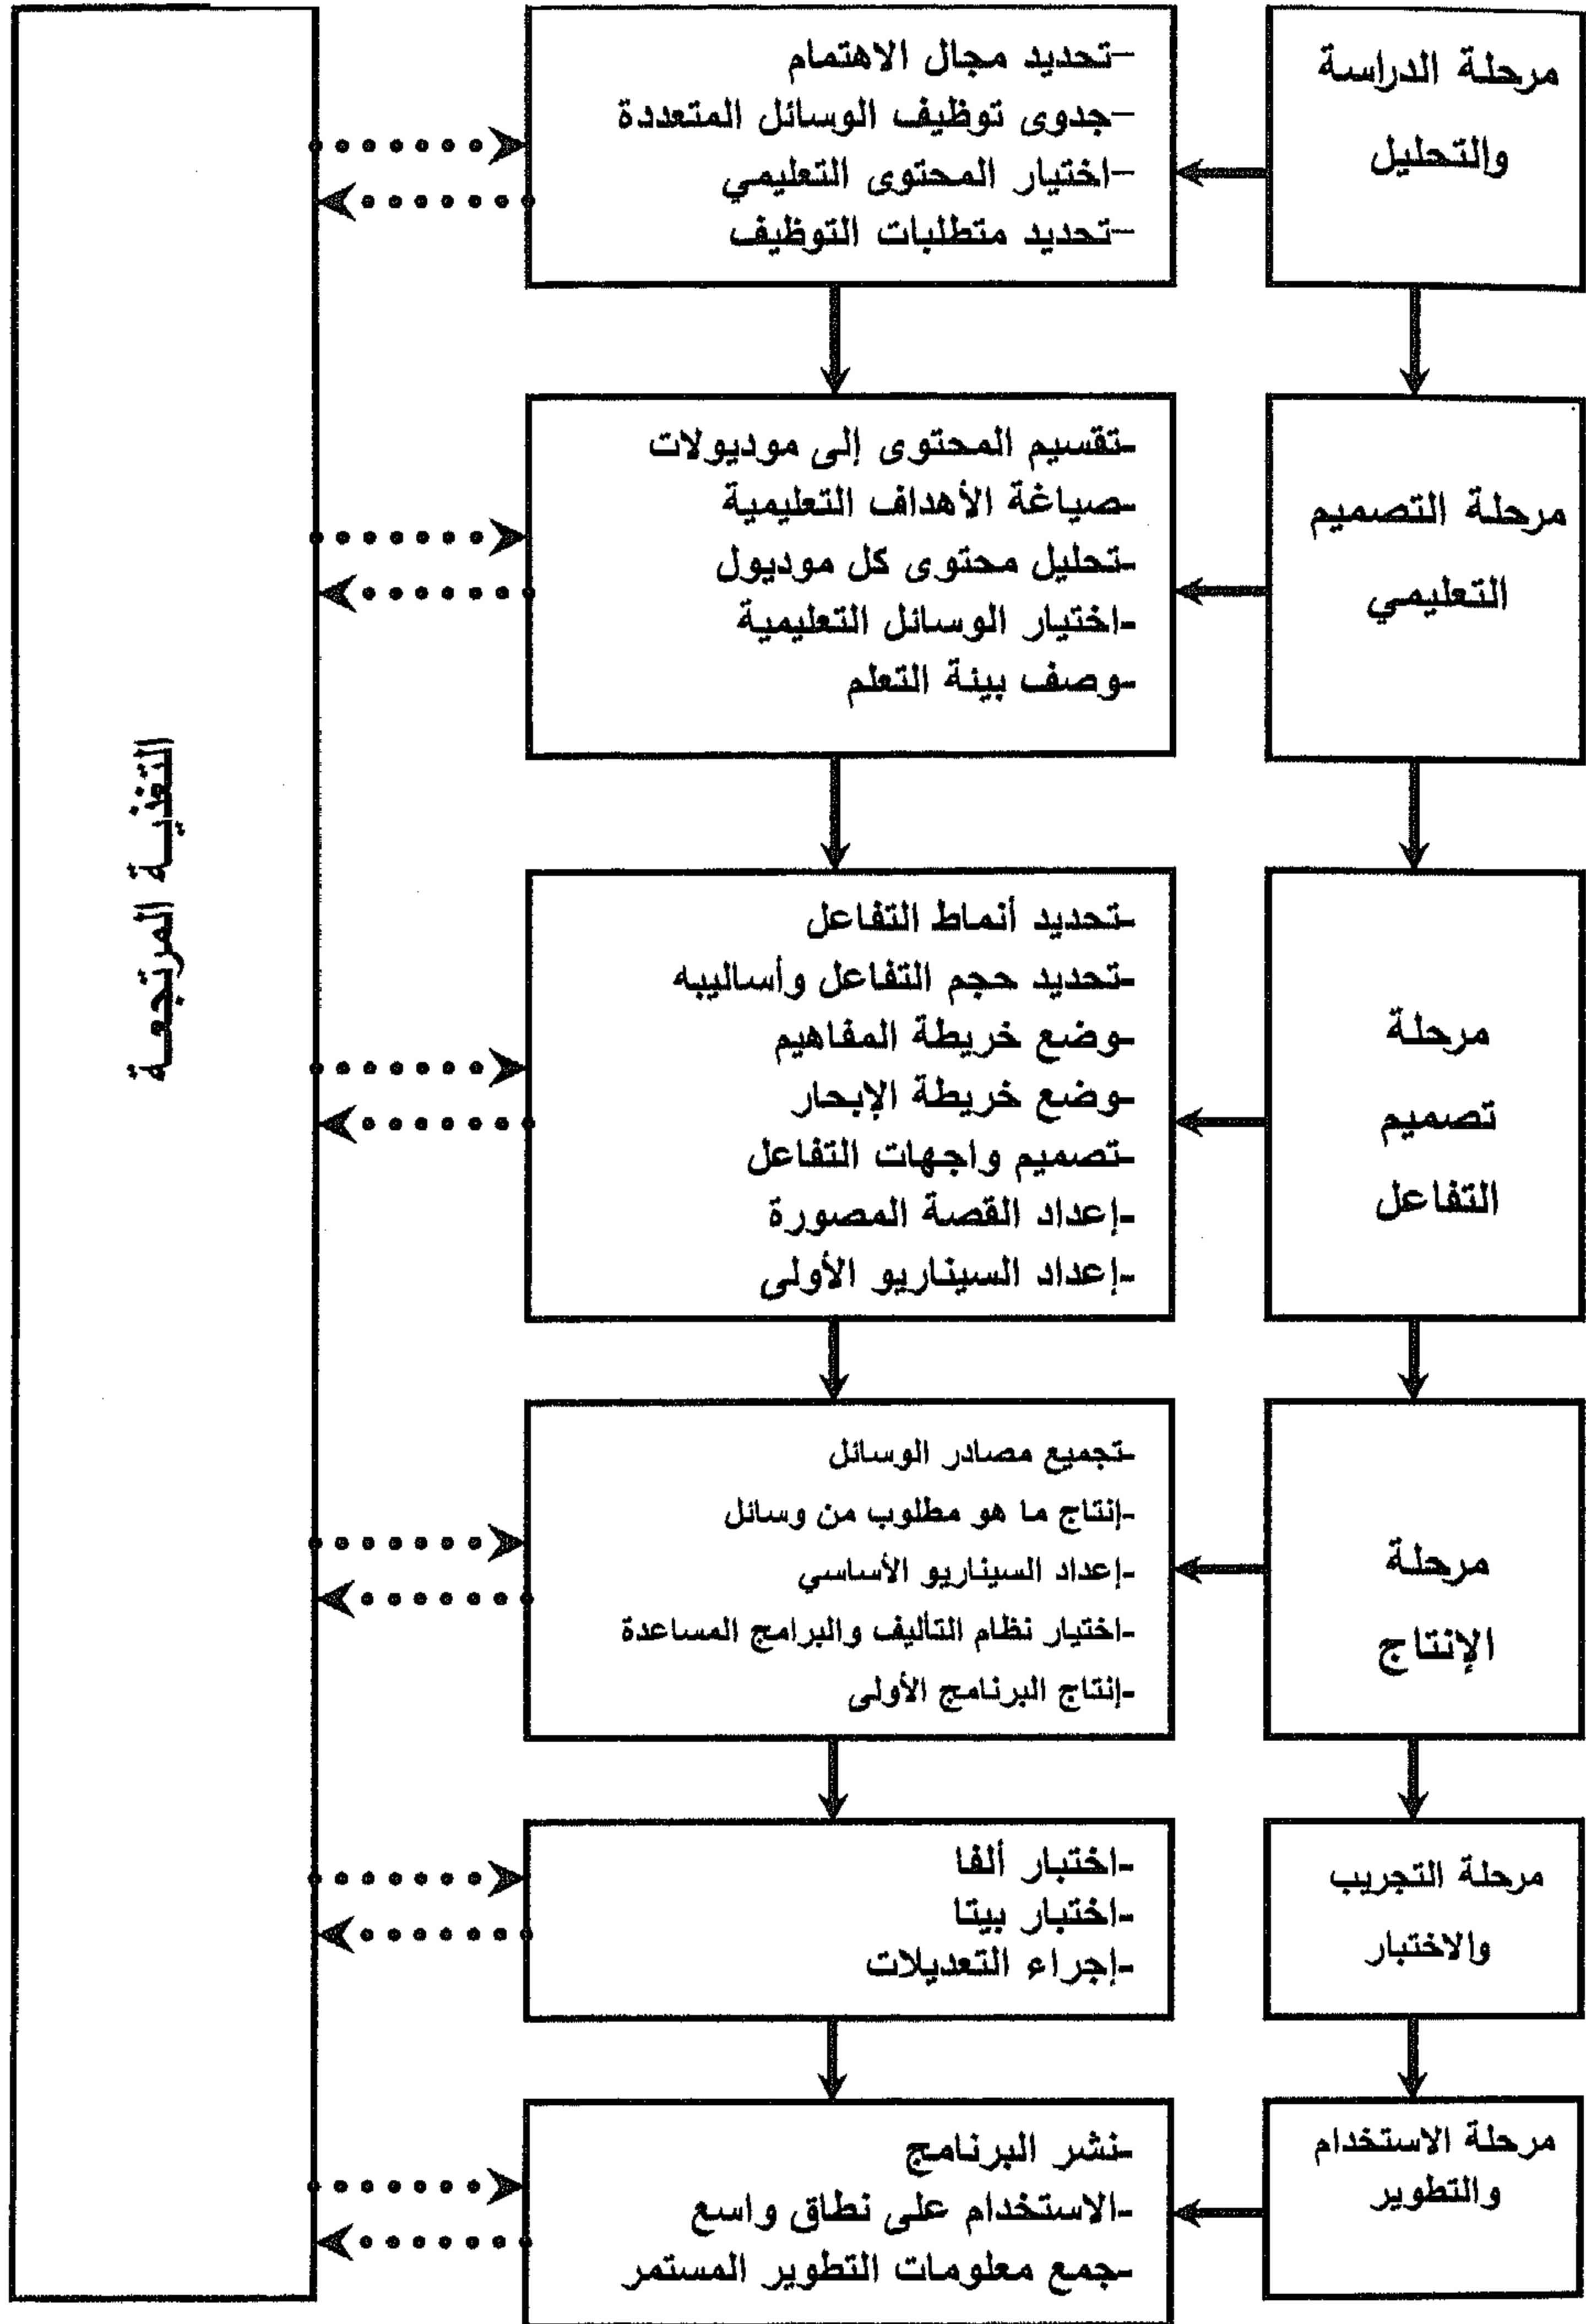 مرحلة الدراسة
والتحليل
-تحديد مجال الاهتمام
-جدوى توظيف الوسائل المتعددة
-اختيار المحتوى التعليمي
-تحديد متطلبات التوظيف
مرحلة التصميم
التعليمي
-تقسيم المحتوى إلى موديولات
-صياغة الأهداف التعليمية
-تحليل محتوى كل موديول
-اختيار الوسائل التعليمية
-وصف بيئة التعلم
مرحلة
تصميم
التفاعل
-تحديد أنماط التفاعل
-تحديد حجم التفاعل وأساليبه
-وضع خريطة المفاهيم
-وضع خريطة الإبحار
-تصميم واجهات التفاعل
-إعداد القصة المصورة
-إعداد السيناريو الأولى
مرحلة
الإنتاج
-تجميع مصادر الوسائل
-إنتاج ما هو مطلوب من وسائل
-إعداد السيناريو الأساسي
-اختيار نظام التأليف والبرامج المساعدة
-إنتاج البرنامج الأولى
مرحلة التجريب
والاختبار
-اختبار ألفا
-اختبار بيتا
-إجراء التعديلات
مرحلة الاستخدام
والتطوير
-نشر البرنامج
-الاستخدام على نطاق واسع
-جمع معلومات التطوير المستمر
التغذيـة المرتجعـة